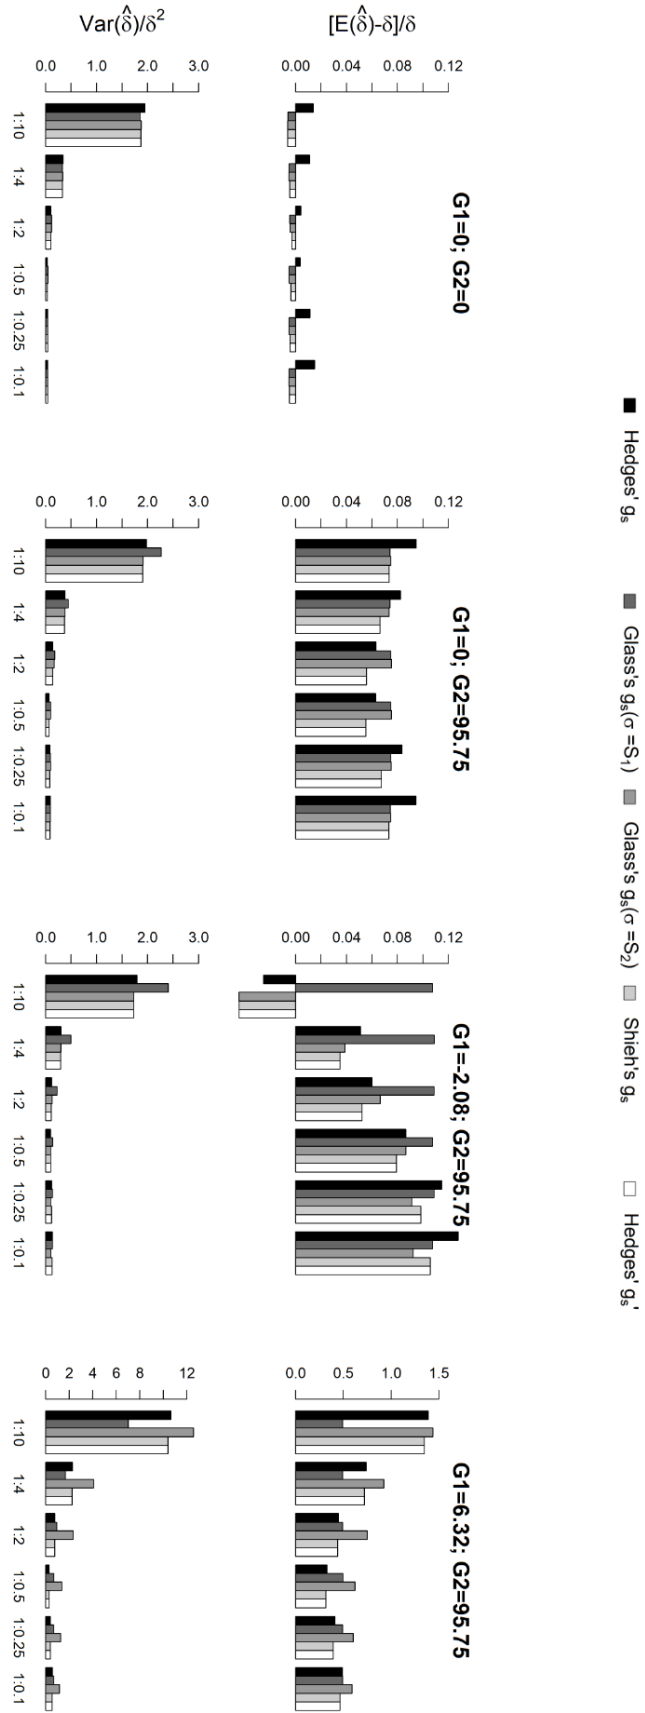 Hedges' gs Glass's gs(σ=S1) Glass's gs(σ=S2) Shieh's gs Hedges' gs'
G1=0; G2=0
G1=0; G2=95.75
G1=-2.08; G2=95.75
G1=6.32; G2=95.75
[E(δ̂)-δ]/δ
0.00 0.04 0.08 0.12
0.00 0.04 0.08 0.12
0.00 0.04 0.08 0.12
0.0 0.5 1.0 1.5
Var(δ̂)/δ²
0.0 1.0 2.0 3.0
0.0 1.0 2.0 3.0
0.0 1.0 2.0 3.0
0 2 4 6 8 12
1:10 1:4 1:2 1:0.5 1:0.25 1:0.1
1:10 1:4 1:2 1:0.5 1:0.25 1:0.1
1:10 1:4 1:2 1:0.5 1:0.25 1:0.1
1:10 1:4 1:2 1:0.5 1:0.25 1:0.1